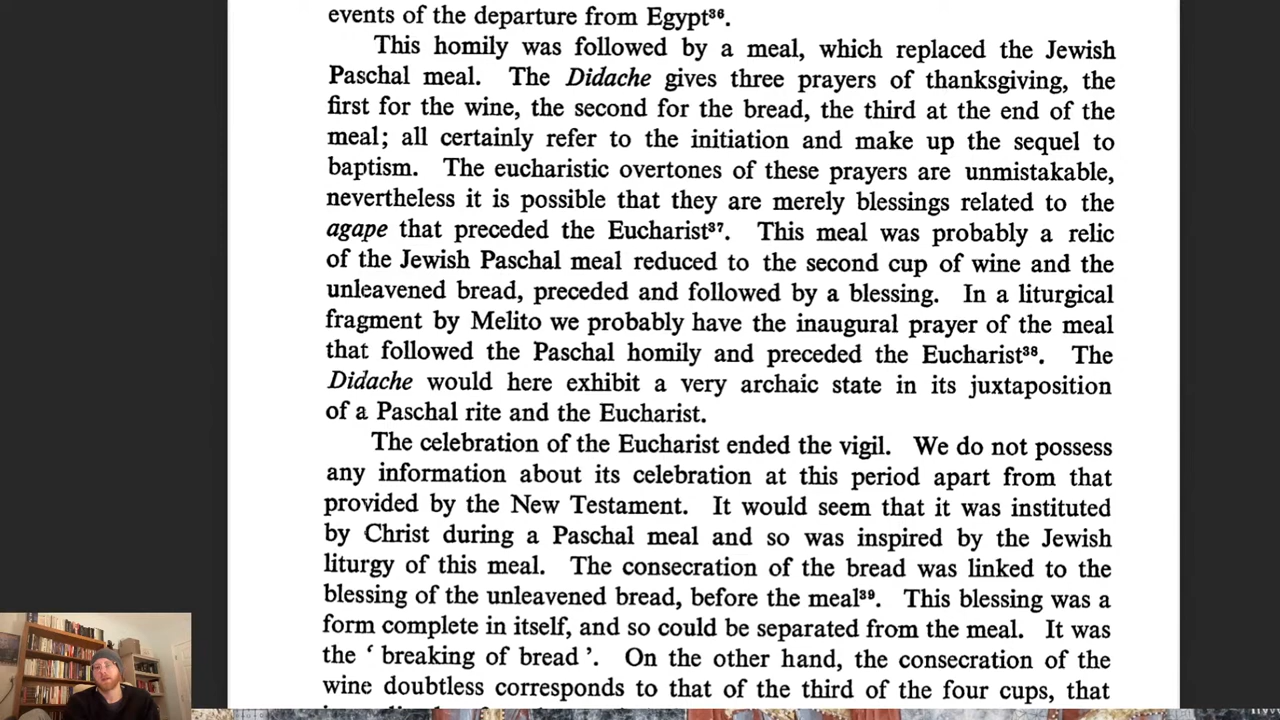 events of the departure from Egypt³⁶.
This homily was followed by a meal, which replaced the Jewish
Paschal meal. The Didache gives three prayers of thanksgiving, the
first for the wine, the second for the bread, the third at the end of the
meal; all certainly refer to the initiation and make up the sequel to
baptism. The eucharistic overtones of these prayers are unmistakable,
nevertheless it is possible that they are merely blessings related to the
agape that preceded the Eucharist³⁷. This meal was probably a relic
of the Jewish Paschal meal reduced to the second cup of wine and the
unleavened bread, preceded and followed by a blessing. In a liturgical
fragment by Melito we probably have the inaugural prayer of the meal
that followed the Paschal homily and preceded the Eucharist³⁸. The
Didache would here exhibit a very archaic state in its juxtaposition
of a Paschal rite and the Eucharist.
The celebration of the Eucharist ended the vigil. We do not possess
any information about its celebration at this period apart from that
provided by the New Testament. It would seem that it was instituted
by Christ during a Paschal meal and so was inspired by the Jewish
liturgy of this meal. The consecration of the bread was linked to the
blessing of the unleavened bread, before the meal³⁹. This blessing was a
form complete in itself, and so could be separated from the meal. It was
the ‘ breaking of bread ’. On the other hand, the consecration of the
wine doubtless corresponds to that of the third of the four cups, that